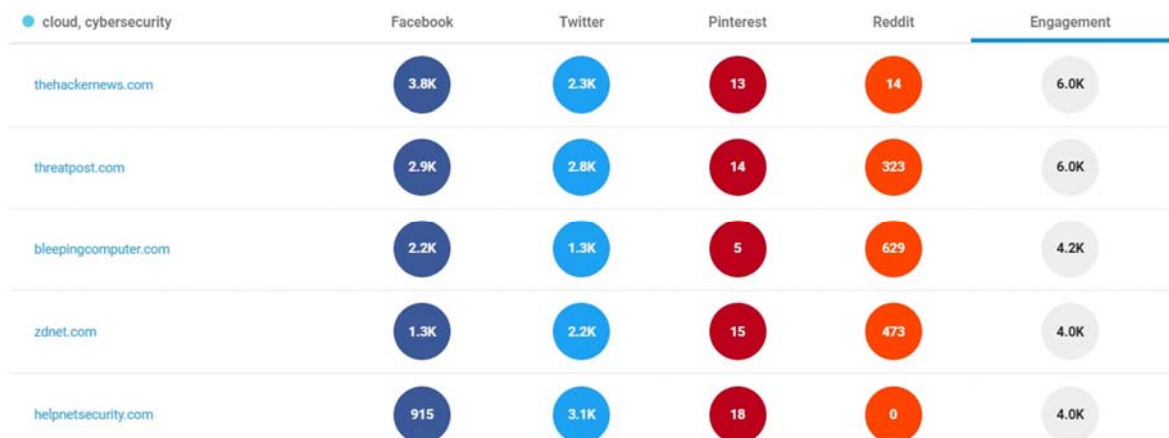 cloud, cybersecurity Facebook Twitter Pinterest Reddit Engagement
thehackernews.com 3.8K 2.3K 13 14 6.0K
threatpost.com 2.9K 2.8K 14 323 6.0K
bleepingcomputer.com 2.2K 1.3K 5 629 4.2K
zdnet.com 1.3K 2.2K 15 473 4.0K
helpnetsecurity.com 915 3.1K 18 0 4.0K